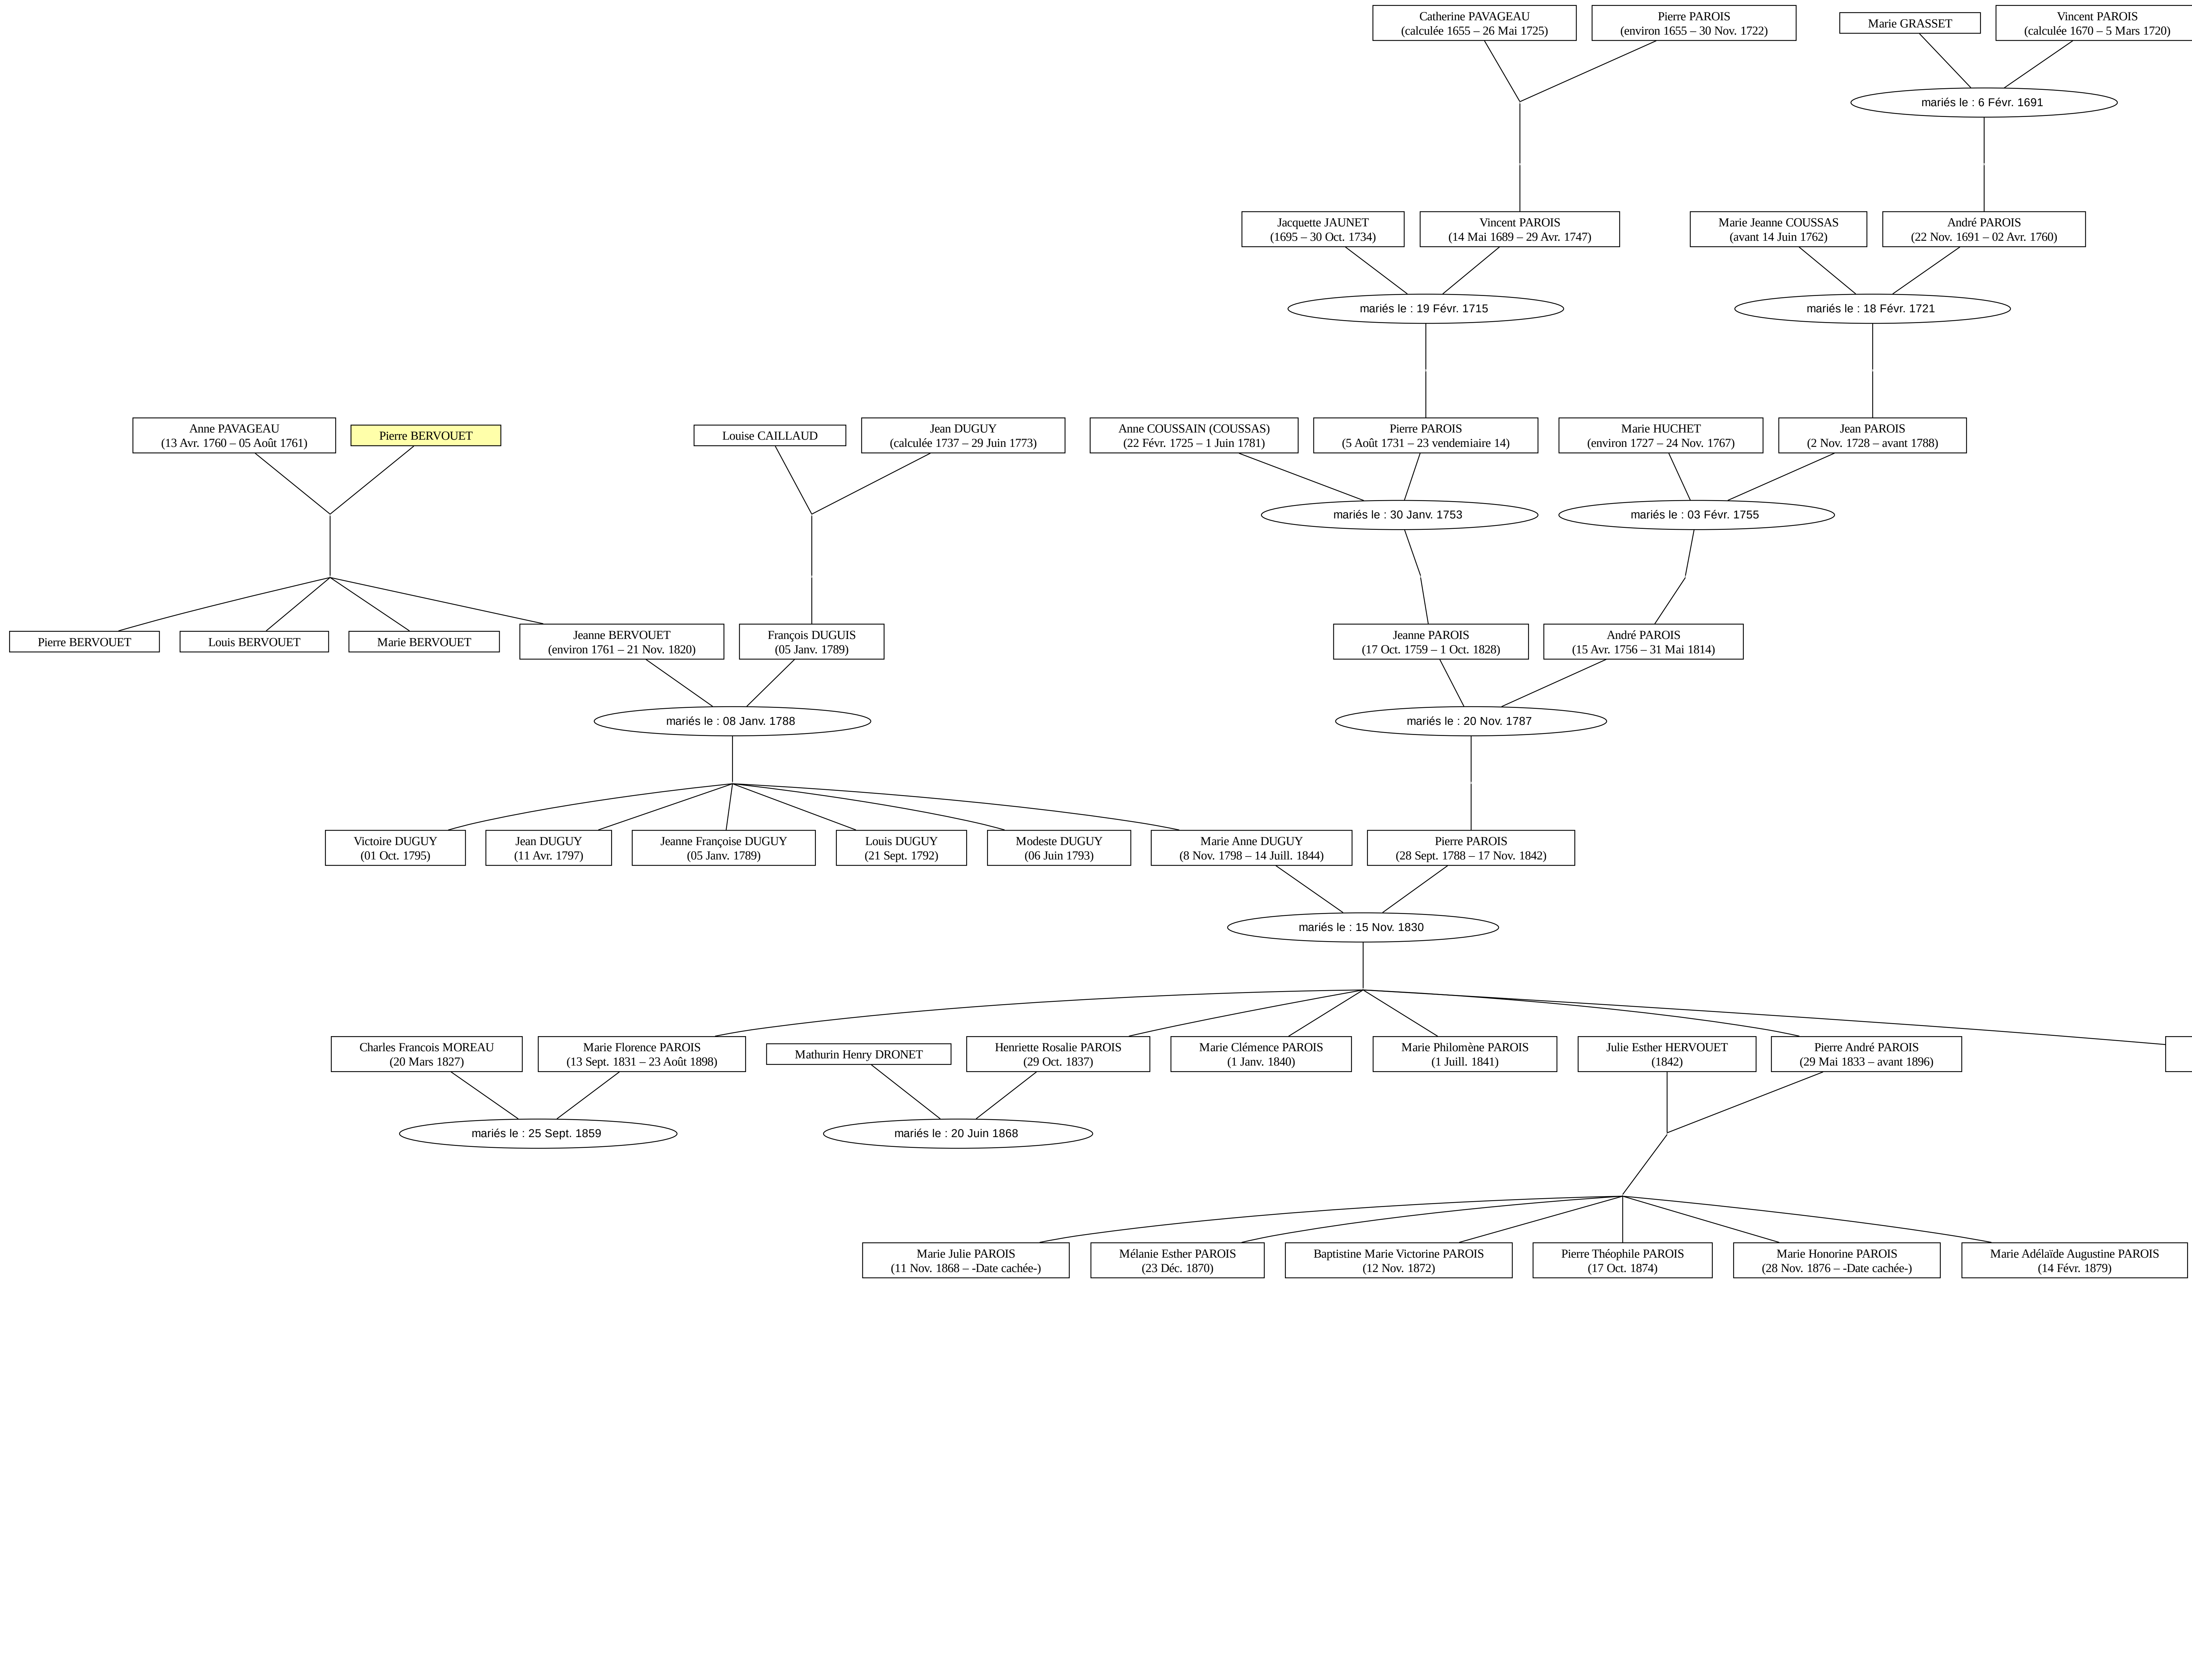 Catherine PAVAGEAU
(calculée 1655 – 26 Mai 1725)
Pierre PAROIS
(environ 1655 – 30 Nov. 1722)
Marie GRASSET
Vincent PAROIS
(calculée 1670 – 5 Mars 1720)
mariés le : 6 Févr. 1691
Jacquette JAUNET
(1695 – 30 Oct. 1734)
Vincent PAROIS
(14 Mai 1689 – 29 Avr. 1747)
Marie Jeanne COUSSAS
(avant 14 Juin 1762)
André PAROIS
(22 Nov. 1691 – 02 Avr. 1760)
mariés le : 19 Févr. 1715
mariés le : 18 Févr. 1721
Anne PAVAGEAU
(13 Avr. 1760 – 05 Août 1761)
Pierre BERVOUET
Louise CAILLAUD
Jean DUGUY
(calculée 1737 – 29 Juin 1773)
Anne COUSSAIN (COUSSAS)
(22 Févr. 1725 – 1 Juin 1781)
Pierre PAROIS
(5 Août 1731 – 23 vendemiaire 14)
Marie HUCHET
(environ 1727 – 24 Nov. 1767)
Jean PAROIS
(2 Nov. 1728 – avant 1788)
mariés le : 30 Janv. 1753
mariés le : 03 Févr. 1755
Pierre BERVOUET
Louis BERVOUET
Marie BERVOUET
Jeanne BERVOUET
(environ 1761 – 21 Nov. 1820)
François DUGUIS
(05 Janv. 1789)
Jeanne PAROIS
(17 Oct. 1759 – 1 Oct. 1828)
André PAROIS
(15 Avr. 1756 – 31 Mai 1814)
mariés le : 08 Janv. 1788
mariés le : 20 Nov. 1787
Victoire DUGUY
(01 Oct. 1795)
Jean DUGUY
(11 Avr. 1797)
Jeanne Françoise DUGUY
(05 Janv. 1789)
Louis DUGUY
(21 Sept. 1792)
Modeste DUGUY
(06 Juin 1793)
Marie Anne DUGUY
(8 Nov. 1798 – 14 Juill. 1844)
Pierre PAROIS
(28 Sept. 1788 – 17 Nov. 1842)
mariés le : 15 Nov. 1830
Charles Francois MOREAU
(20 Mars 1827)
Marie Florence PAROIS
(13 Sept. 1831 – 23 Août 1898)
Mathurin Henry DRONET
Henriette Rosalie PAROIS
(29 Oct. 1837)
Marie Clémence PAROIS
(1 Janv. 1840)
Marie Philomène PAROIS
(1 Juill. 1841)
Julie Esther HERVOUET
(1842)
Pierre André PAROIS
(29 Mai 1833 – avant 1896)
mariés le : 25 Sept. 1859
mariés le : 20 Juin 1868
Marie Julie PAROIS
(11 Nov. 1868 – -Date cachée-)
Mélanie Esther PAROIS
(23 Déc. 1870)
Baptistine Marie Victorine PAROIS
(12 Nov. 1872)
Pierre Théophile PAROIS
(17 Oct. 1874)
Marie Honorine PAROIS
(28 Nov. 1876 – -Date cachée-)
Marie Adélaïde Augustine PAROIS
(14 Févr. 1879)